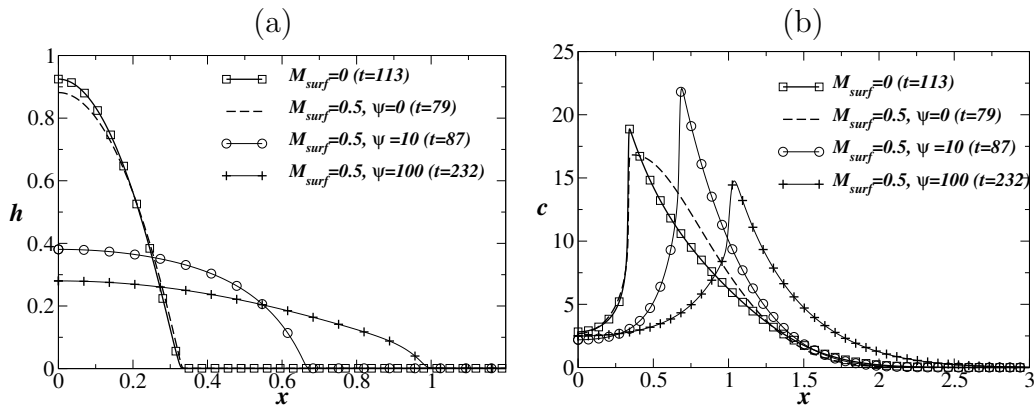 (a)
1
0.8
0.6
0.4
0.2
0
h
0
0.2
0.4
0.6
0.8
1
x
M_surf=0 (t=113)
M_surf=0.5, ψ=0 (t=79)
M_surf=0.5, ψ=10 (t=87)
M_surf=0.5, ψ=100 (t=232)
(b)
25
20
15
10
5
0
c
0
0.5
1
1.5
2
2.5
3
x
M_surf=0 (t=113)
M_surf=0.5, ψ=0 (t=79)
M_surf=0.5, ψ=10 (t=87)
M_surf=0.5, ψ=100 (t=232)